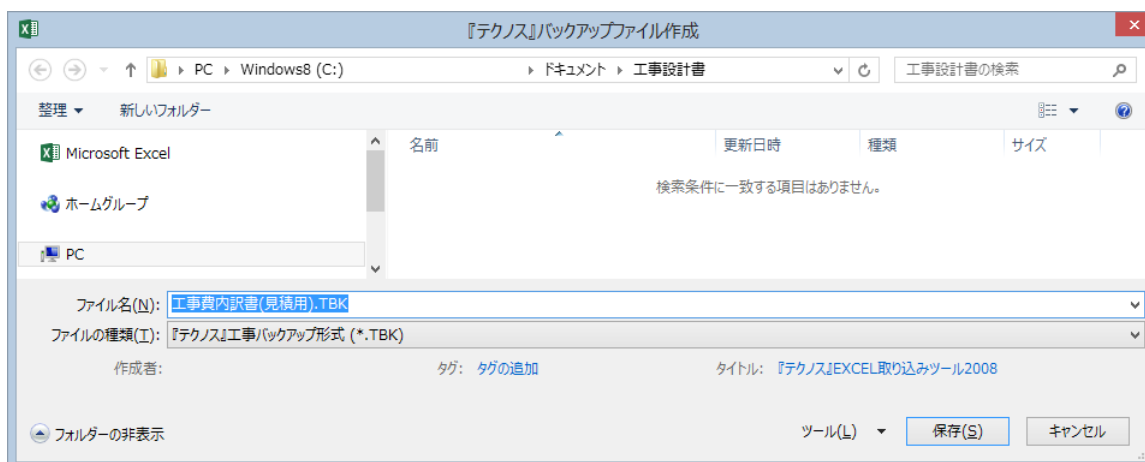 『テクノス』バックアップファイル作成
PC Windows8 (C:) ドキュメント 工事設計書 工事設計書の検索
整理 新しいフォルダー
Microsoft Excel
ホームグループ
PC
名前 更新日時 種類 サイズ
検索条件に一致する項目はありません。
ファイル名(N): 工事費内訳書(見積用).TBK
ファイルの種類(T): 『テクノス』工事バックアップ形式 (*.TBK)
作成者: タグ: タグの追加 タイトル: 『テクノス』EXCEL取り込みツール2008
フォルダーの非表示 ツール(L) 保存(S) キャンセル